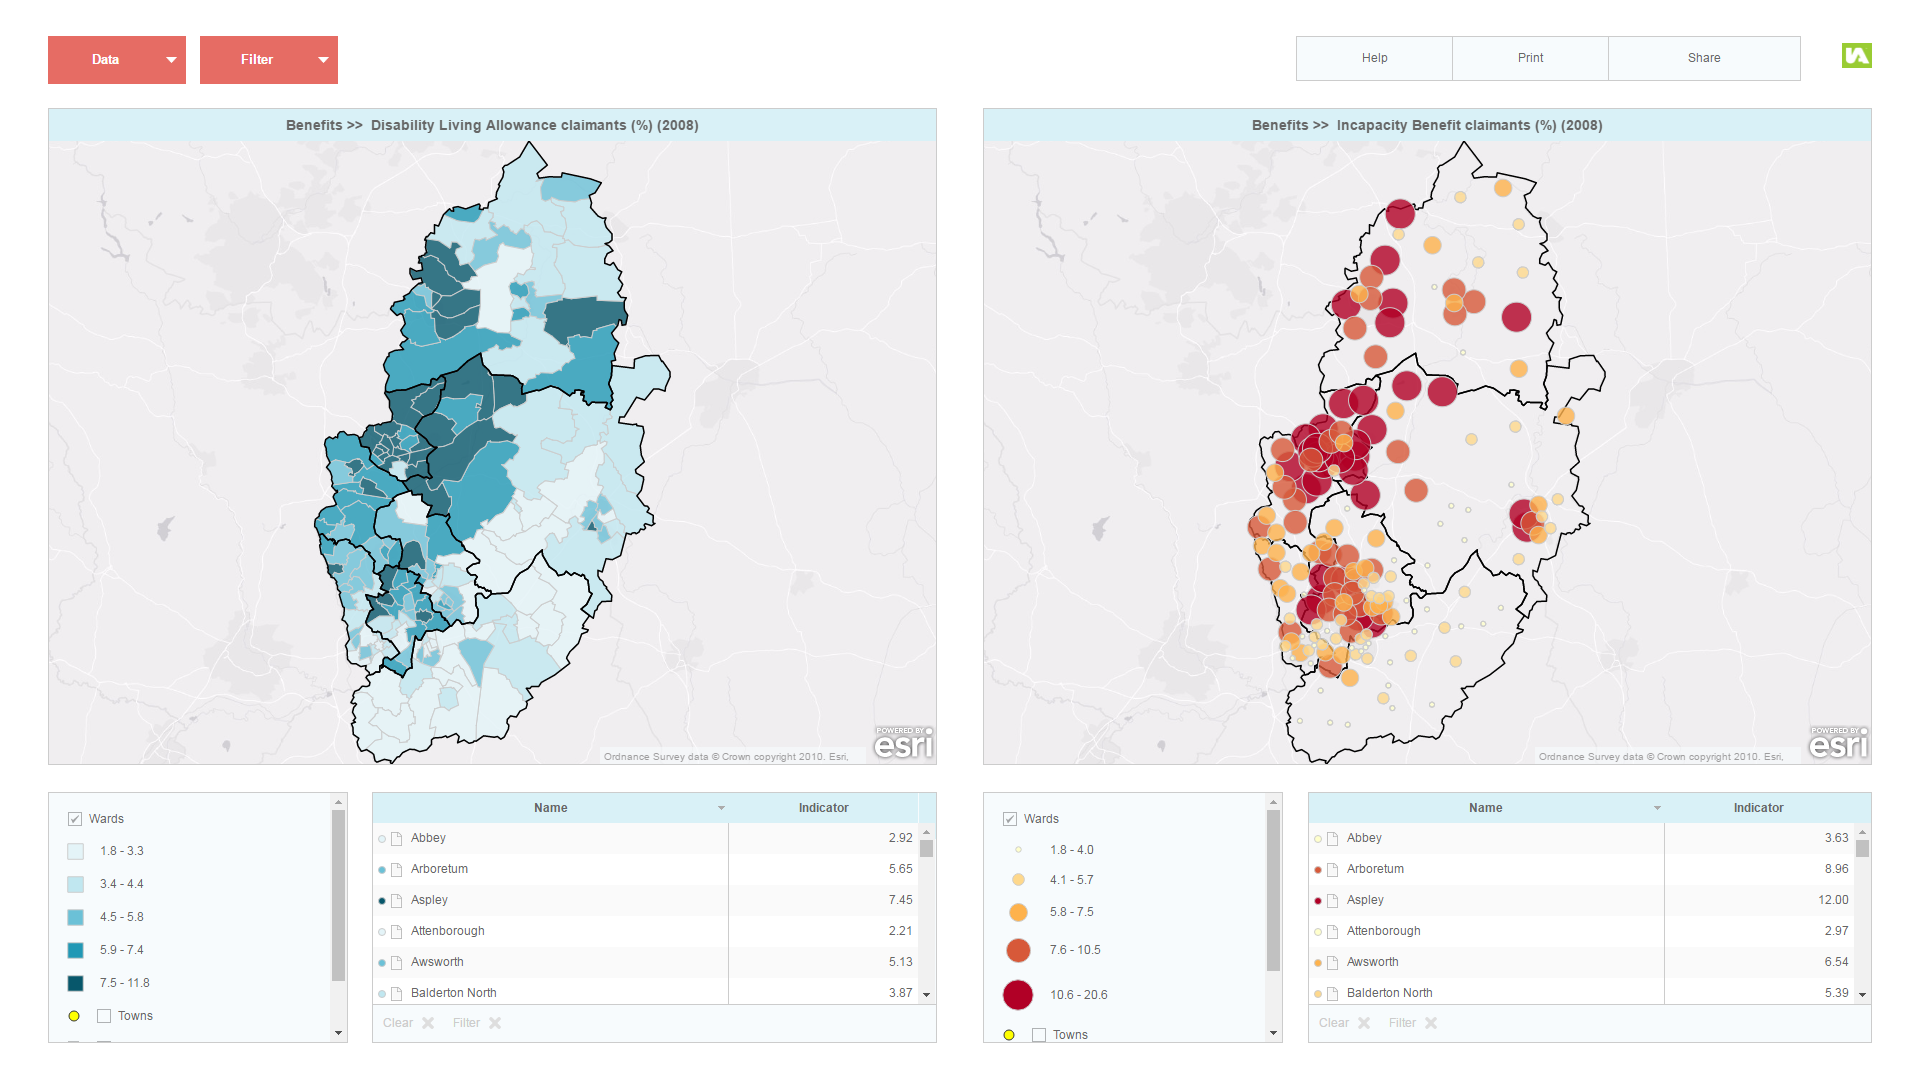 Data
Filter
Help
Print
Share
Benefits >> Disability Living Allowance claimants (%) (2008)
POWERED BY
esri
Ordnance Survey data © Crown copyright 2010. Esri,
Benefits >> Incapacity Benefit claimants (%) (2008)
POWERED BY
esri
Ordnance Survey data © Crown copyright 2010. Esri,
Wards
1.8 - 3.3
3.4 - 4.4
4.5 - 5.8
5.9 - 7.4
7.5 - 11.8
Towns
Name Indicator
Abbey 2.92
Arboretum 5.65
Aspley 7.45
Attenborough 2.21
Awsworth 5.13
Balderton North 3.87
Clear Filter
Wards
1.8 - 4.0
4.1 - 5.7
5.8 - 7.5
7.6 - 10.5
10.6 - 20.6
Towns
Name Indicator
Abbey 3.63
Arboretum 8.96
Aspley 12.00
Attenborough 2.97
Awsworth 6.54
Balderton North 5.39
Clear Filter